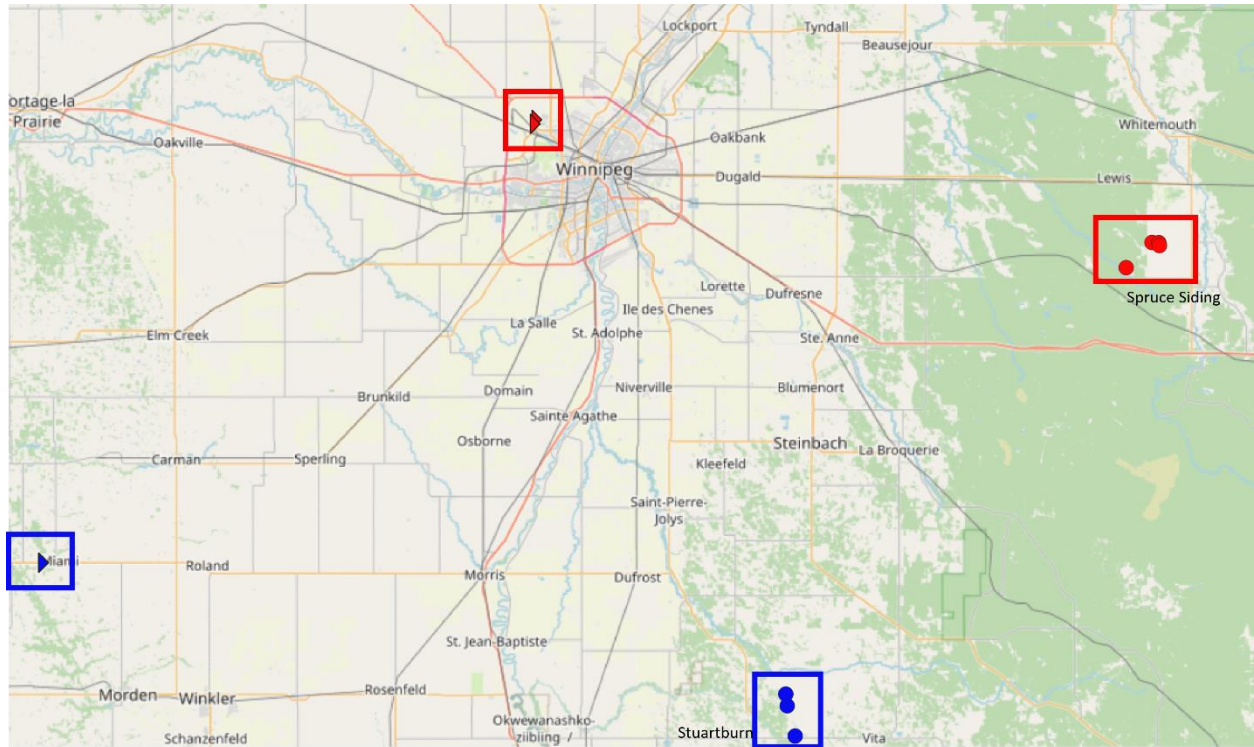 Lockport
Tyndall
Beausejour
ortage la
Prairie
Whitemouth
Oakville
Oakbank
Winnipeg
Dugald
Lewis
Lorette
Dufresne
Spruce Siding
Ile des Chenes
La Salle
St. Adolphe
Elm Creek
Ste. Anne
Domain
Niverville
Blumenort
Brunkild
Sainte Agathe
Osborne
Steinbach
La Broquerie
Carman
Sperling
Kleefeld
Saint-Pierre-
Jolys
Miami
Roland
Morris
Dufrost
St. Jean-Baptiste
Morden
Winkler
Rosenfeld
Okwewanashko-
ziibiing /
Stuartburn
Vita
Schanzenfeld